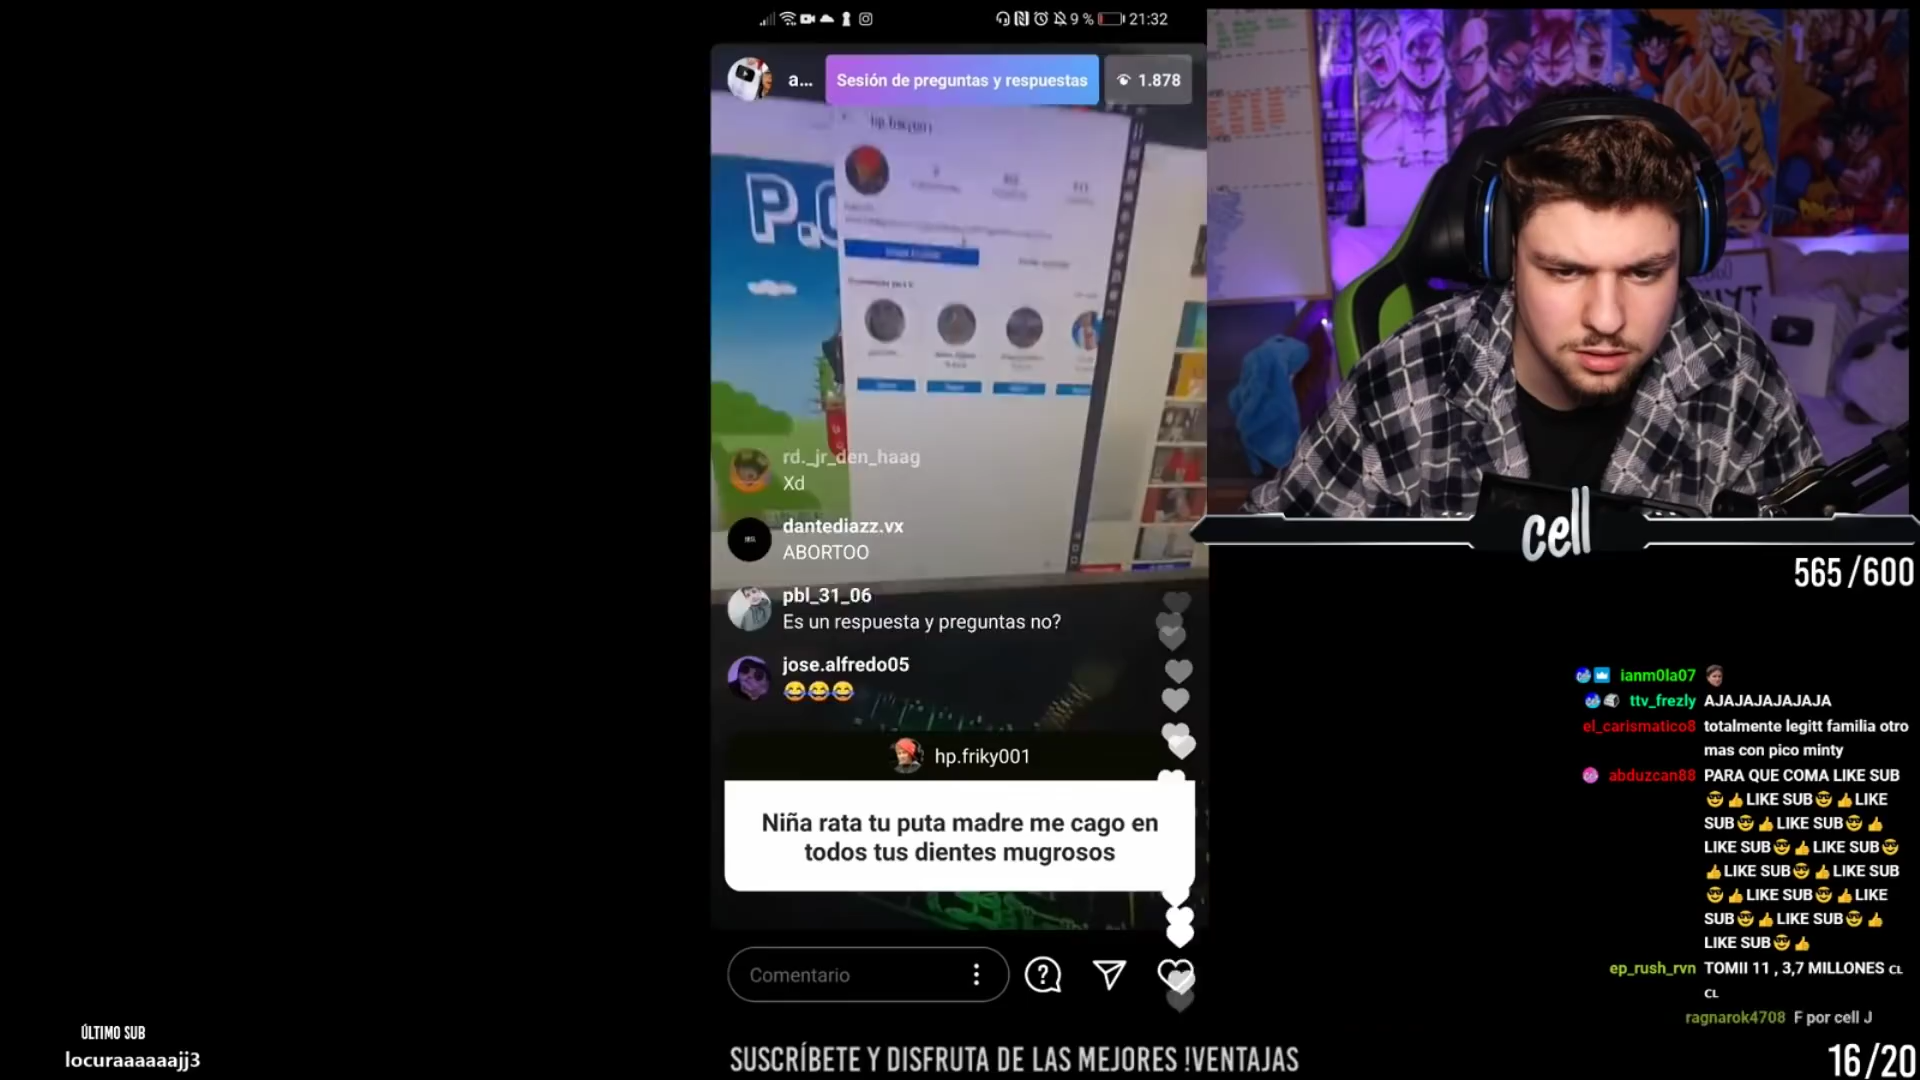 9 %
21:32
a...
Sesión de preguntas y respuestas
1.878
hp.friky001
rd._jr_den_haag
Xd
dantediazz.vx
ABORTOO
pbl_31_06
Es un respuesta y preguntas no?
jose.alfredo05
😂😂😂
hp.friky001
Niña rata tu puta madre me cago en
todos tus dientes mugrosos
Comentario
cell
565/600
ianm0la07
ttv_frezly AJAJAJAJAJAJA
el_carismatico8 totalmente legitt familia otro
mas con pico minty
abduzcan88 PARA QUE COMA LIKE SUB
😎👍LIKE SUB😎👍LIKE
SUB😎👍LIKE SUB😎👍
LIKE SUB😎👍LIKE SUB😎
👍LIKE SUB😎👍LIKE SUB
😎👍LIKE SUB😎👍LIKE
SUB😎👍LIKE SUB😎👍
LIKE SUB😎👍
ep_rush_rvn TOMII 11 , 3,7 MILLONES CL
CL
ragnarok4708 F por cell J
ÚLTIMO SUB
locuraaaaaajj3
SUSCRÍBETE Y DISFRUTA DE LAS MEJORES !VENTAJAS
16/20